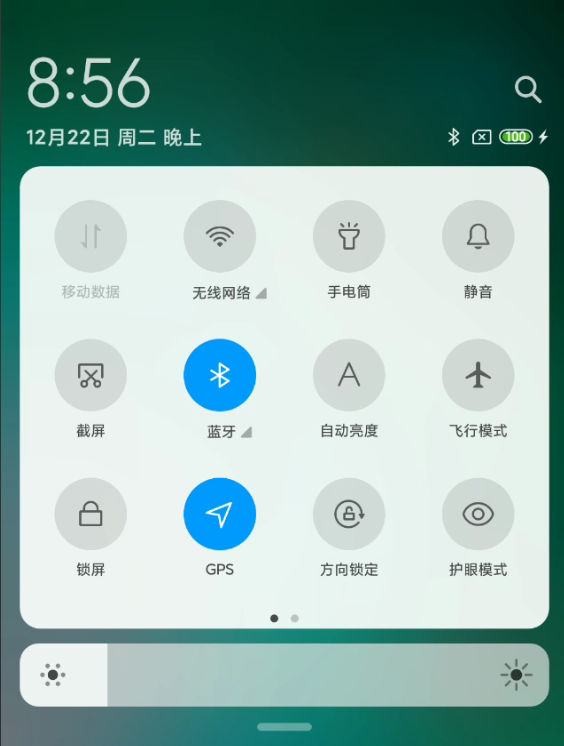 8:56
12月22日 周二 晚上
100
移动数据 无线网络 手电筒 静音
截屏 蓝牙 自动亮度 飞行模式
锁屏 GPS 方向锁定 护眼模式